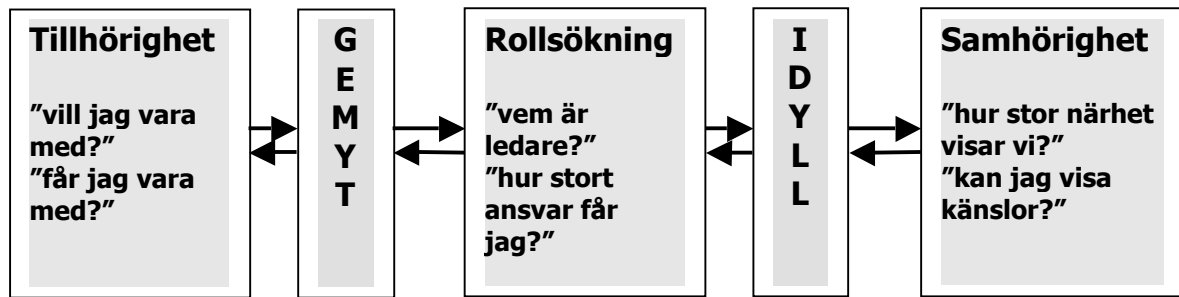 Tillhörighet
”vill jag vara
med?”
”får jag vara
med?”
G
E
M
Y
T
Rollsökning
”vem är
ledare?”
”hur stort
ansvar får
jag?”
I
D
Y
L
L
Samhörighet
”hur stor närhet
visar vi?”
”kan jag visa
känslor?”